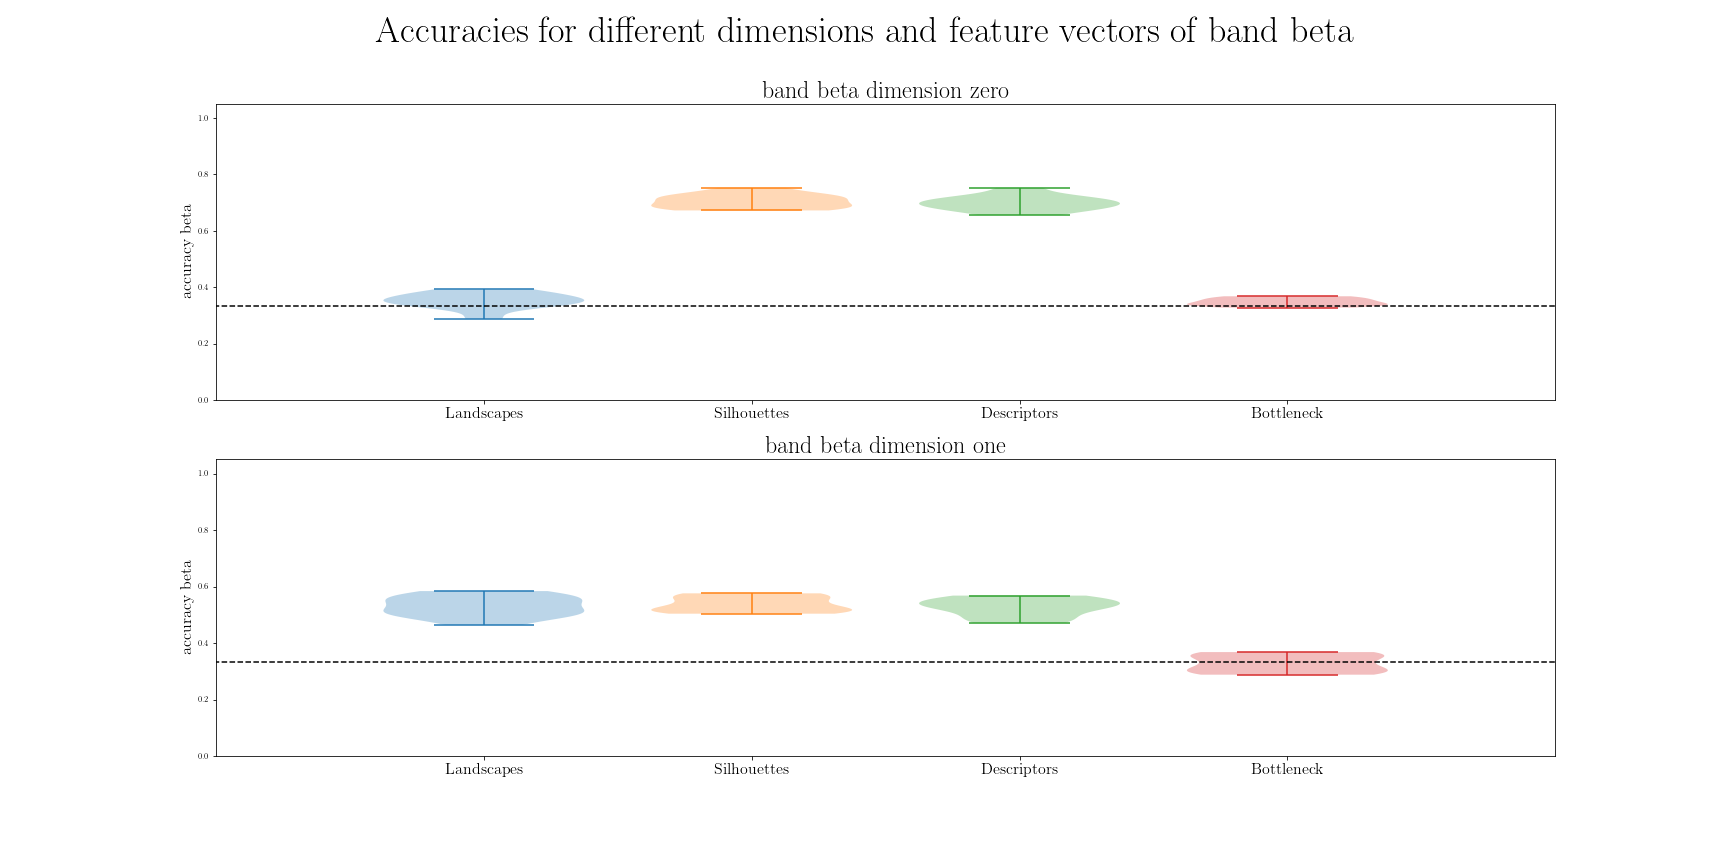 Accuracies for different dimensions and feature vectors of band beta
band beta dimension zero
accuracy beta
1.0
0.8
0.6
0.4
0.2
0.0
Landscapes Silhouettes Descriptors Bottleneck
band beta dimension one
accuracy beta
1.0
0.8
0.6
0.4
0.2
0.0
Landscapes Silhouettes Descriptors Bottleneck